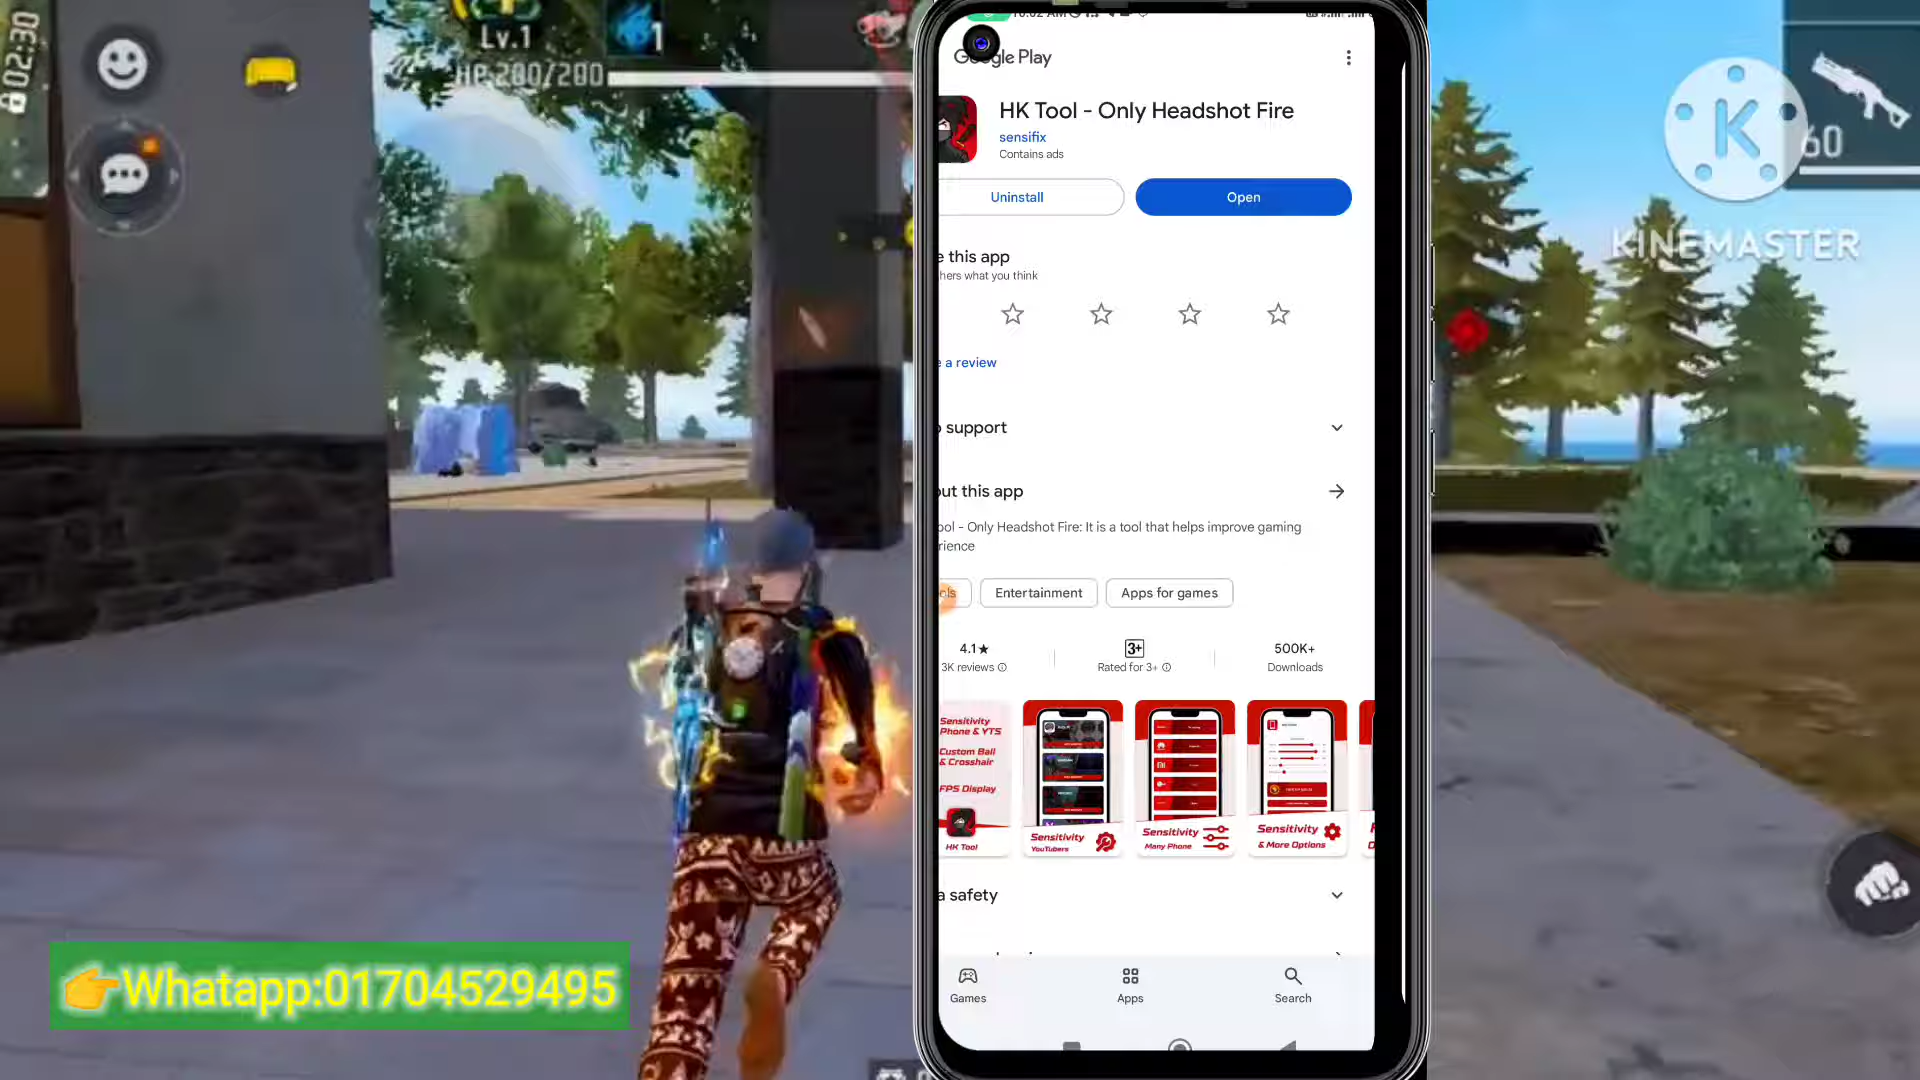 02:30
Lv.1
1
HP 200/200
60
KINEMASTER
Google Play
HK Tool - Only Headshot Fire
sensifix
Contains ads
Uninstall
Open
e this app
hers what you think
e a review
support
ut this app
ool - Only Headshot Fire: It is a tool that helps improve gaming
rience
ols
Entertainment
Apps for games
4.1★
3K reviews
3+
Rated for 3+
500K+
Downloads
Sensitivity
Phone & YTS
Custom Ball
& Crosshair
FPS Display
HK Tool
Sensitivity
YouTubers
Sensitivity
Many Phone
Sensitivity
& More Options
a safety
Games
Apps
Search
👉Whatapp:01704529495